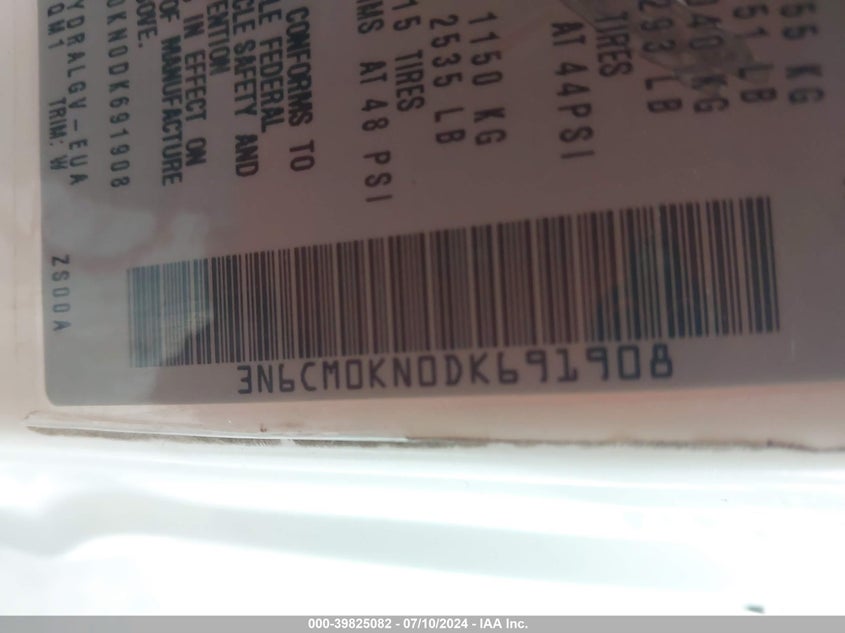 YDRALGV-EUA
QM1 TRIM: W
0KN0DK691908
OVE.
OF MANUFACTURE
IN EFFECT ON
ENTION
CLE SAFETY AND
LE FEDERAL
CONFORMS TO
MS AT 48 PSI
15 TIRES
2535 LB
1150 KG
AT 44PSI
TIRES
293 LB
040 KG
51 LB
55 KG
ZS00A
3N6CM0KN0DK691908
000-39825082 - 07/10/2024 - IAA Inc.